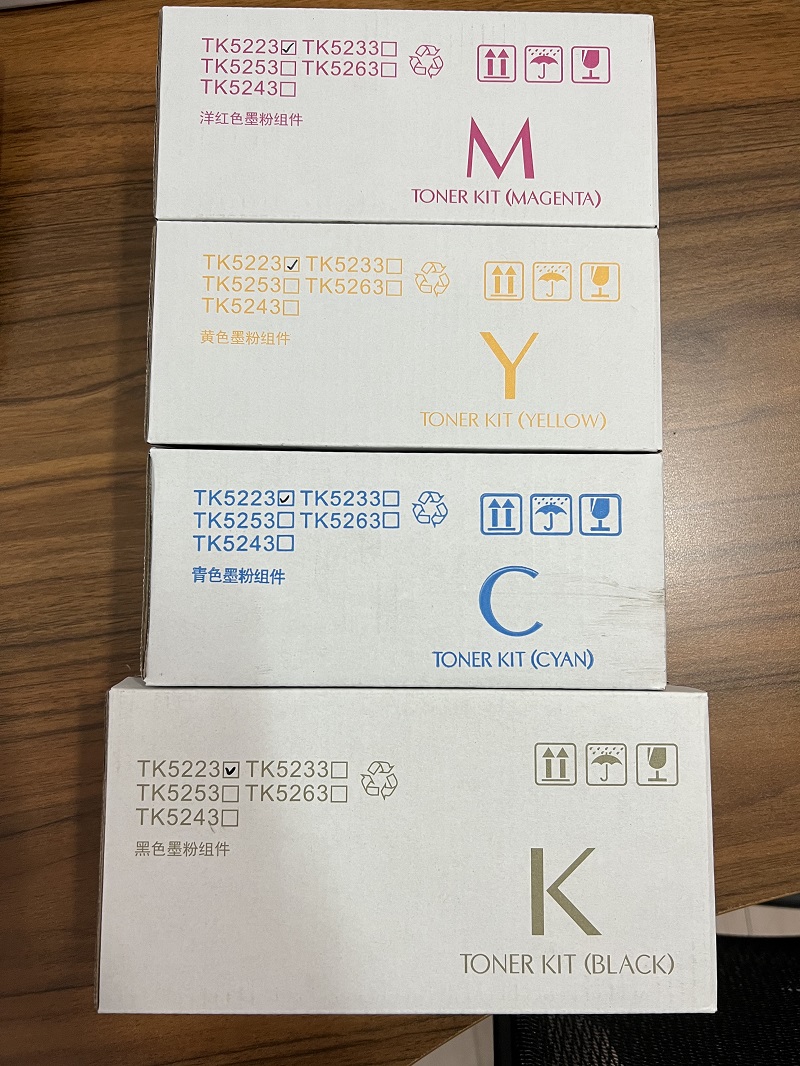 TK5223☑ TK5233☐
TK5253☐ TK5263☐
TK5243☐
洋红色墨粉组件
M
TONER KIT (MAGENTA)
TK5223☑ TK5233☐
TK5253☐ TK5263☐
TK5243☐
黄色墨粉组件
Y
TONER KIT (YELLOW)
TK5223☑ TK5233☐
TK5253☐ TK5263☐
TK5243☐
青色墨粉组件
C
TONER KIT (CYAN)
TK5223☑ TK5233☐
TK5253☐ TK5263☐
TK5243☐
黑色墨粉组件
K
TONER KIT (BLACK)